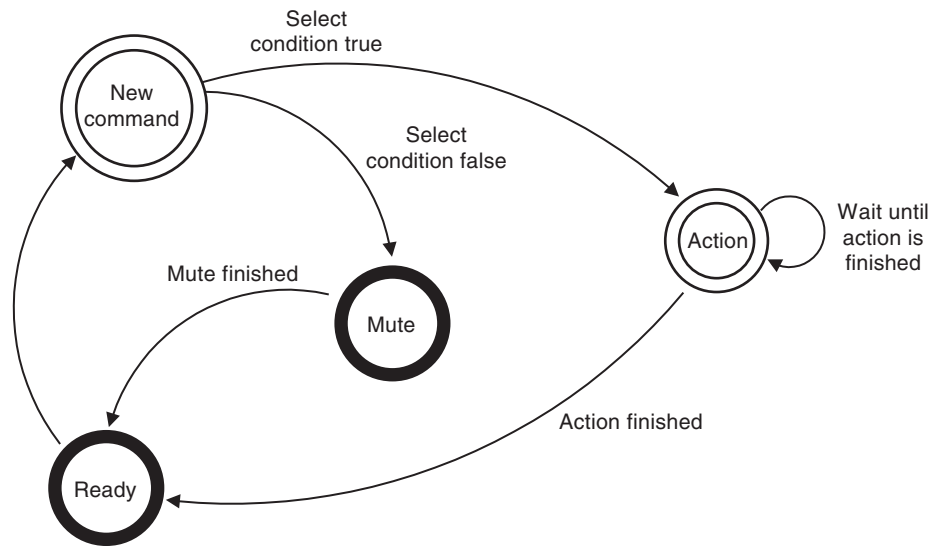 Select
condition true
New
command
Select
condition false
Wait until
action is
finished
Action
Mute finished
Mute
Action finished
Ready